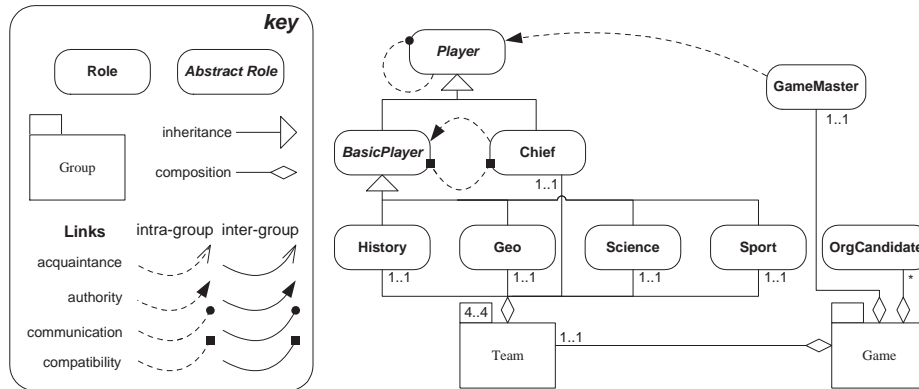 key
Role
Abstract Role
Group
inheritance
composition
Links
intra-group
inter-group
acquaintance
authority
communication
compatibility
Player
GameMaster
1..1
BasicPlayer
Chief
1..1
History
Geo
Science
Sport
OrgCandidate
1..1
1..1
1..1
1..1
*
4..4
Team
1..1
Game